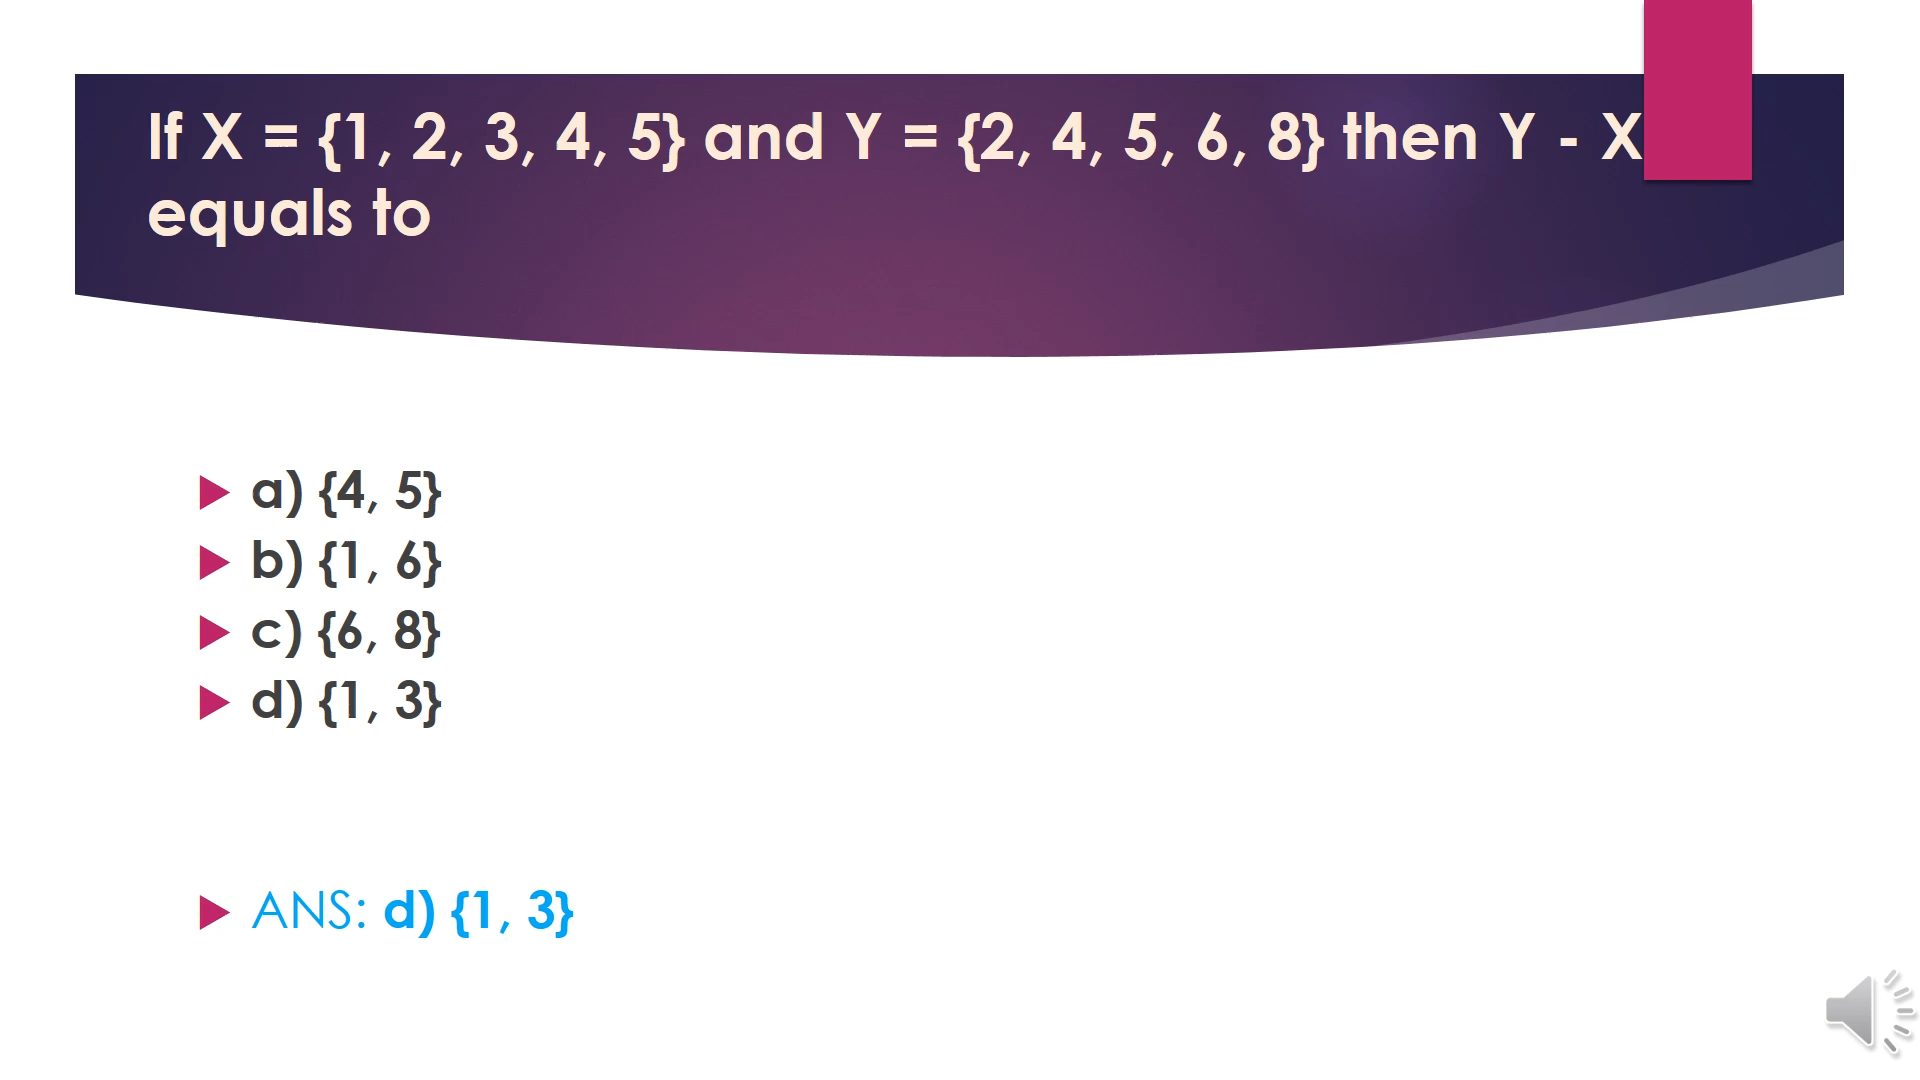 If X = {1, 2, 3, 4, 5} and Y = {2, 4, 5, 6, 8} then Y - X
equals to
a) {4, 5}
b) {1, 6}
c) {6, 8}
d) {1, 3}
ANS: d) {1, 3}